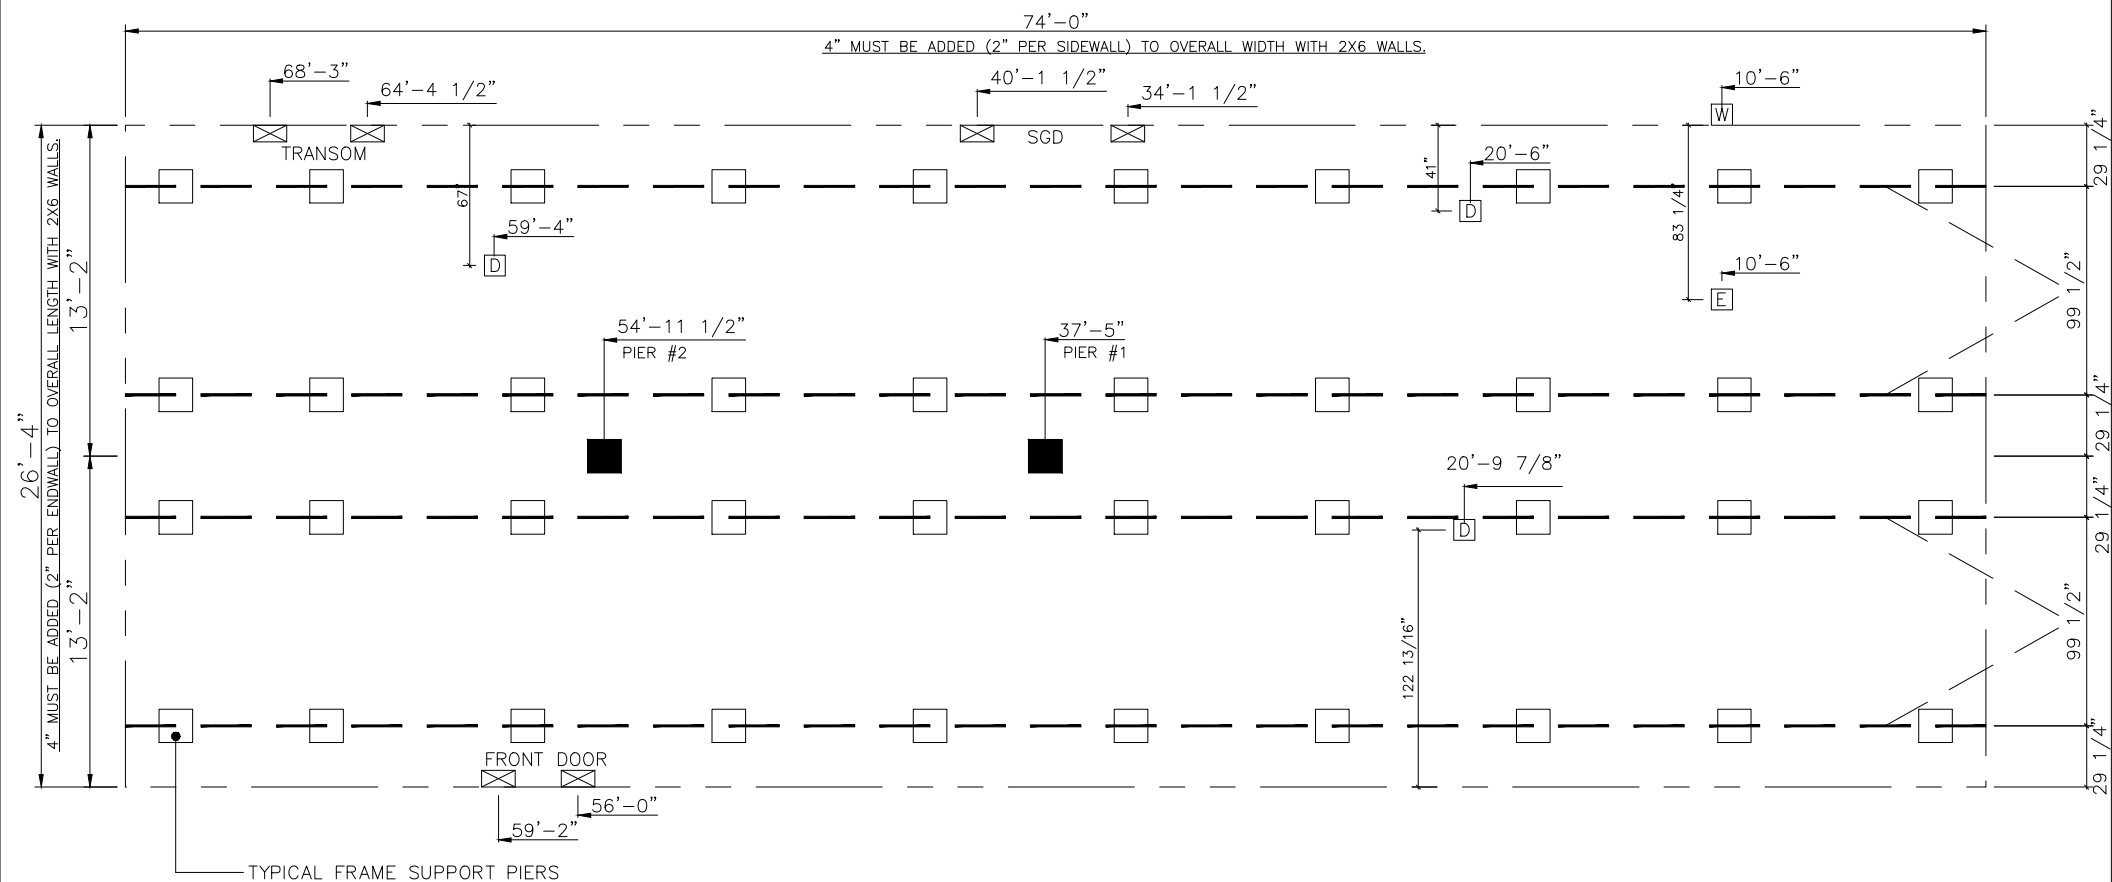 74'-0"
4" MUST BE ADDED (2" PER SIDEWALL) TO OVERALL WIDTH WITH 2X6 WALLS.
68'-3"
64'-4 1/2"
40'-1 1/2"
34'-1 1/2"
10'-6"
W
TRANSOM
SGD
29 1/4"
41"
20'-6"
D
67"
59'-4"
D
83 1/4"
10'-6"
E
99 1/2"
13'-2"
26'-4"
4" MUST BE ADDED (2" PER ENDWALL) TO OVERALL LENGTH WITH 2X6 WALLS.
54'-11 1/2"
PIER #2
37'-5"
PIER #1
29 1/4"
20'-9 7/8"
D
29 1/4"
13'-2"
122 13/16"
99 1/2"
29 1/4"
FRONT DOOR
56'-0"
59'-2"
TYPICAL FRAME SUPPORT PIERS